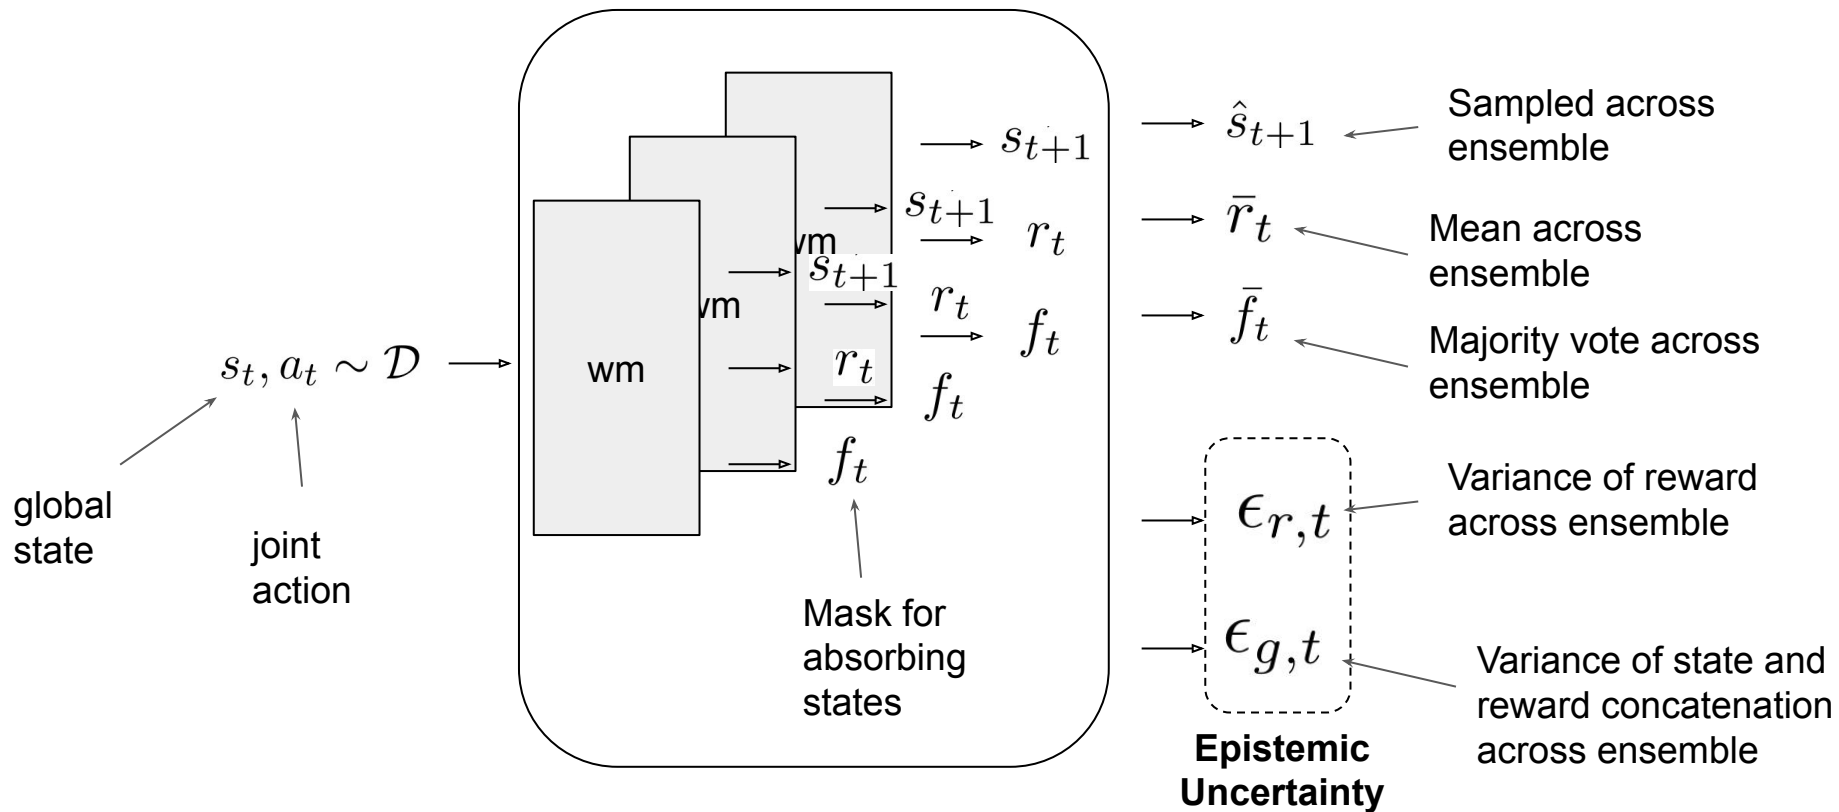 s_{t+1}
s_{t+1}
s_{t+1}
r_t
r_t
r_t
f_t
f_t
f_t
wm
wm
wm
s_t, a_t ∼ 𝒟
global
state
joint
action
Mask for
absorbing
states
ŝ_{t+1}
Sampled across
ensemble
r̄_t
Mean across
ensemble
f̄_t
Majority vote across
ensemble
ϵ_{r,t}
Variance of reward
across ensemble
ϵ_{g,t}
Variance of state and
reward concatenation
across ensemble
Epistemic
Uncertainty